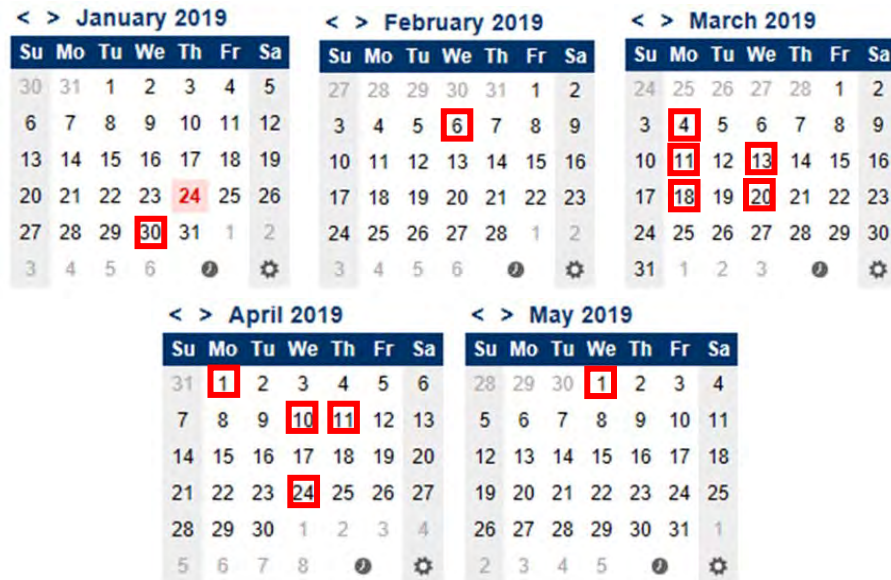 < > January 2019
Su Mo Tu We Th Fr Sa
30 31 1 2 3 4 5
6 7 8 9 10 11 12
13 14 15 16 17 18 19
20 21 22 23 24 25 26
27 28 29 30 31 1 2
3 4 5 6
< > February 2019
Su Mo Tu We Th Fr Sa
27 28 29 30 31 1 2
3 4 5 6 7 8 9
10 11 12 13 14 15 16
17 18 19 20 21 22 23
24 25 26 27 28 1 2
3 4 5 6
< > March 2019
Su Mo Tu We Th Fr Sa
24 25 26 27 28 1 2
3 4 5 6 7 8 9
10 11 12 13 14 15 16
17 18 19 20 21 22 23
24 25 26 27 28 29 30
31 1 2 3
< > April 2019
Su Mo Tu We Th Fr Sa
31 1 2 3 4 5 6
7 8 9 10 11 12 13
14 15 16 17 18 19 20
21 22 23 24 25 26 27
28 29 30 1 2 3 4
5 6 7 8
< > May 2019
Su Mo Tu We Th Fr Sa
28 29 30 1 2 3 4
5 6 7 8 9 10 11
12 13 14 15 16 17 18
19 20 21 22 23 24 25
26 27 28 29 30 31 1
2 3 4 5